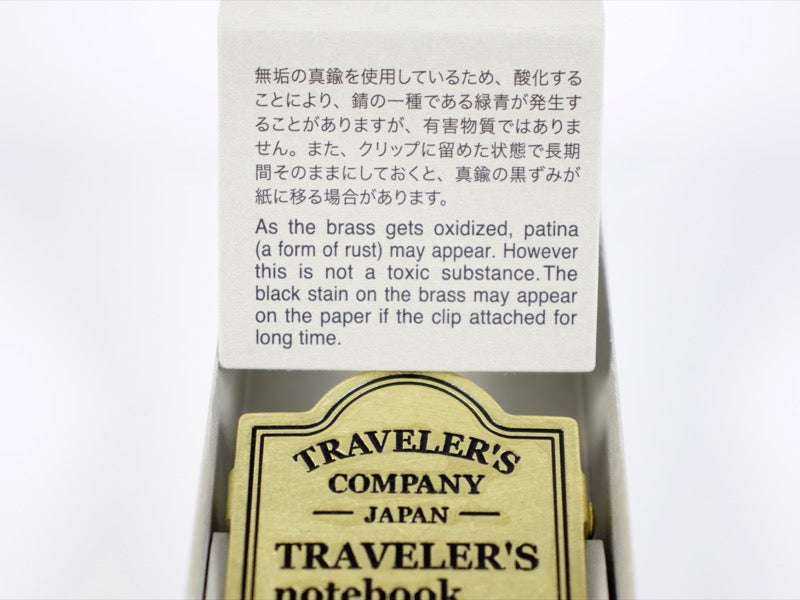 無垢の真鍮を使用しているため、酸化する
ことにより、錆の一種である緑青が発生す
ることがありますが、有害物質ではありま
せん。また、クリップに留めた状態で長期
間そのままにしておくと、真鍮の黒ずみが
紙に移る場合があります。
As the brass gets oxidized, patina
(a form of rust) may appear. However
this is not a toxic substance. The
black stain on the brass may appear
on the paper if the clip attached for
long time.
TRAVELER'S
COMPANY
JAPAN
TRAVELER'S
notebook